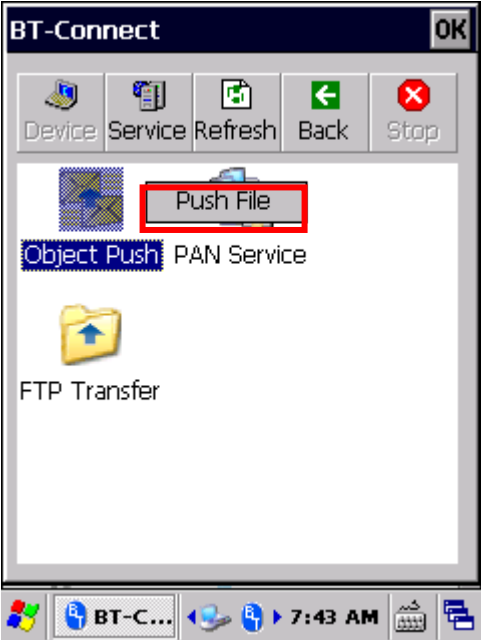 BT-Connect OK
Device Service Refresh Back Stop
Push File
Object Push PAN Service
FTP Transfer
BT-C... 7:43 AM